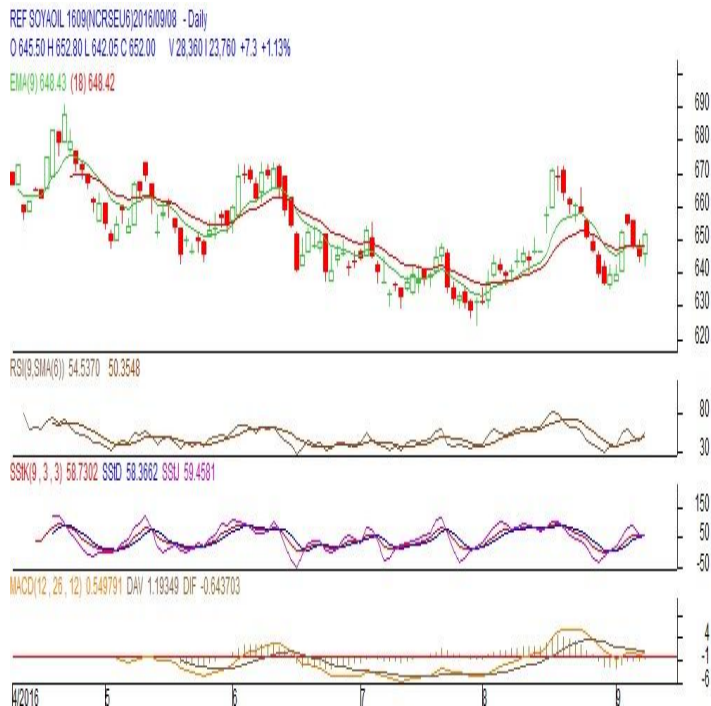 REF SOYAOIL 1609(NCRSEU6)2016/09/08 - Daily
O 645.50 H 652.80 L 642.05 C 652.00 V 28,360 I 23,760 +7.3 +1.13%
EMA(9) 648.43 (18) 648.42
690
680
670
660
650
640
630
620
RSI(9,SMA(6)) 54.5370 50.3548
80
30
SStK(9 , 3 , 3) 58.7302 SStD 58.3662 SStJ 59.4581
150
50
-50
MACD(12 , 26 , 12) 0.549791 DAV 1.19349 DIF -0.643703
4
-1
-6
4/2016 5 6 7 8 9